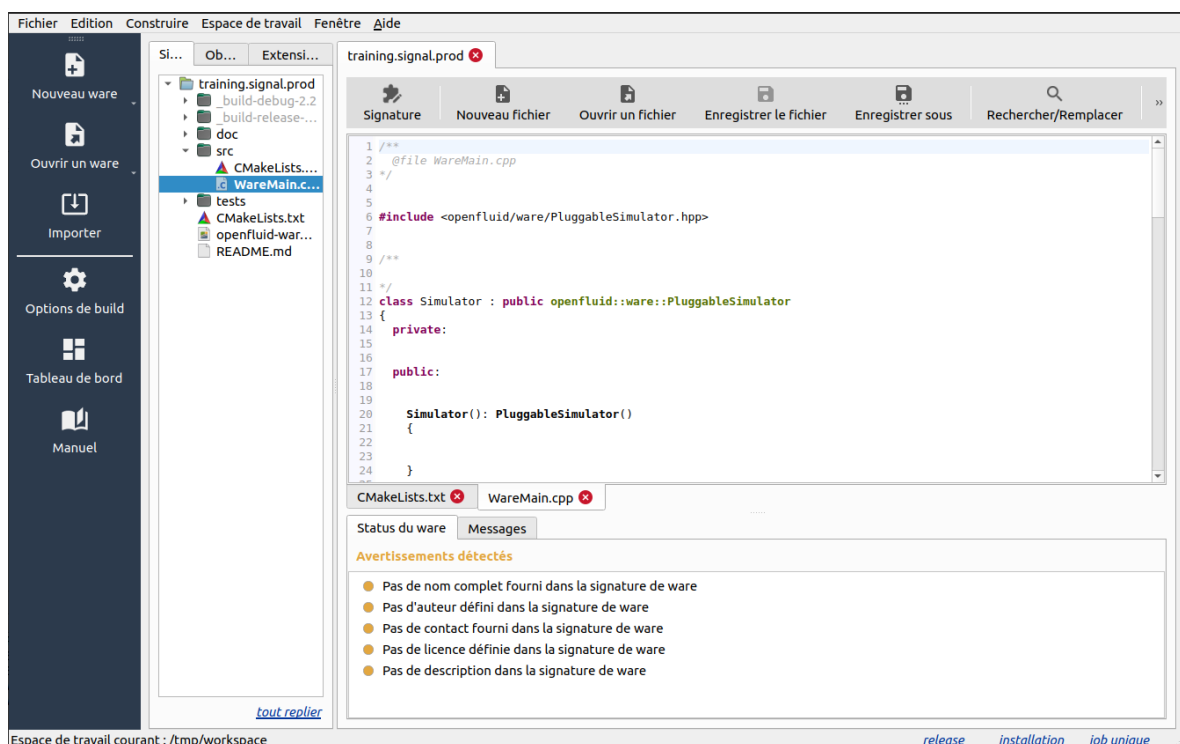 Fichier Edition Construire Espace de travail Fenêtre Aide
Nouveau ware
Ouvrir un ware
Importer
Options de build
Tableau de bord
Manuel
Si... Ob... Extensi...
training.signal.prod
_build-debug-2.2
_build-release-...
doc
src
CMakeLists....
WareMain.c...
tests
CMakeLists.txt
openfluid-war...
README.md
tout replier
training.signal.prod
Signature Nouveau fichier Ouvrir un fichier Enregistrer le fichier Enregistrer sous Rechercher/Remplacer »
1 /**
2 @file WareMain.cpp
3 */
4
5
6 #include <openfluid/ware/PluggableSimulator.hpp>
7
8
9 /**
10
11 */
12 class Simulator : public openfluid::ware::PluggableSimulator
13 {
14 private:
15
16
17 public:
18
19
20 Simulator(): PluggableSimulator()
21 {
22
23
24 }
CMakeLists.txt WareMain.cpp
Status du ware Messages
Avertissements détectés
Pas de nom complet fourni dans la signature de ware
Pas d'auteur défini dans la signature de ware
Pas de contact fourni dans la signature de ware
Pas de licence définie dans la signature de ware
Pas de description dans la signature de ware
Espace de travail courant : /tmp/workspace
release installation job unique